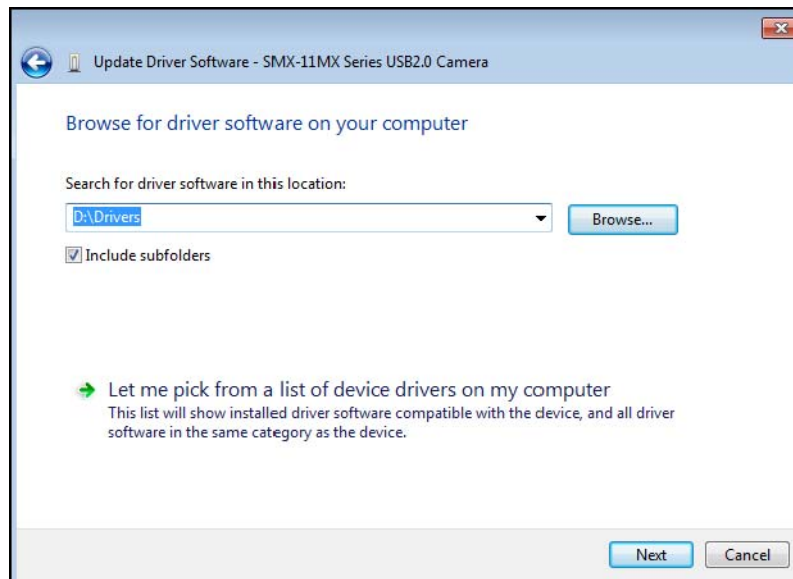 Update Driver Software - SMX-11MX Series USB2.0 Camera
Browse for driver software on your computer
Search for driver software in this location:
D:\Drivers
Browse...
Include subfolders
Let me pick from a list of device drivers on my computer
This list will show installed driver software compatible with the device, and all driver
software in the same category as the device.
Next
Cancel